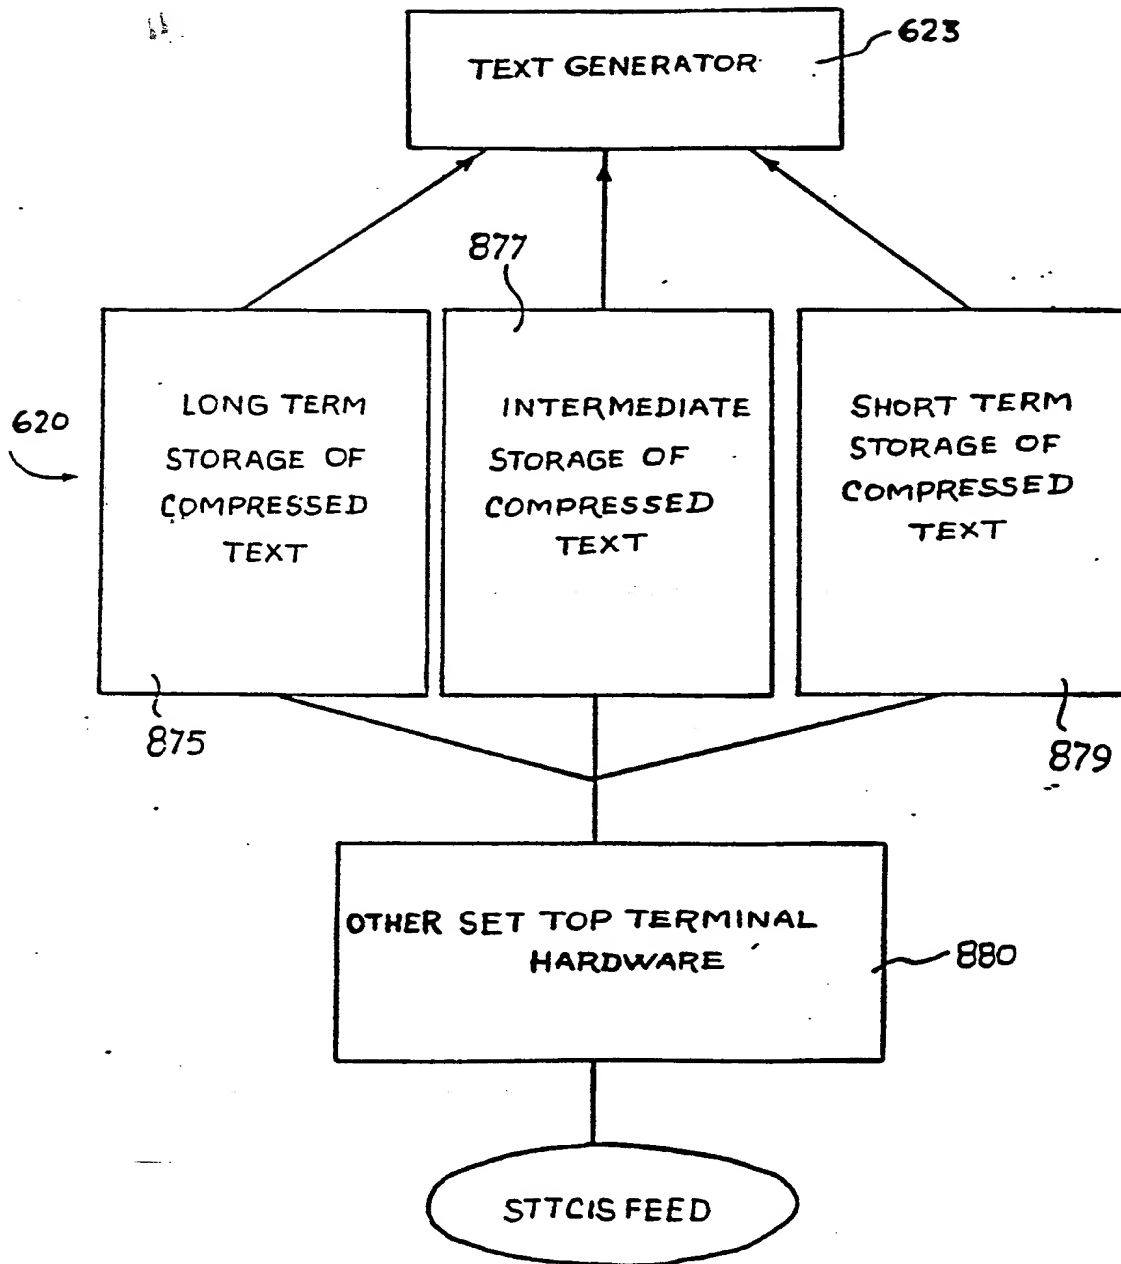 623
TEXT GENERATOR
877
620
LONG TERM
STORAGE OF
COMPRESSED
TEXT
INTERMEDIATE
STORAGE OF
COMPRESSED
TEXT
SHORT TERM
STORAGE OF
COMPRESSED
TEXT
875
879
OTHER SET TOP TERMINAL
HARDWARE
880
STTCIS FEED